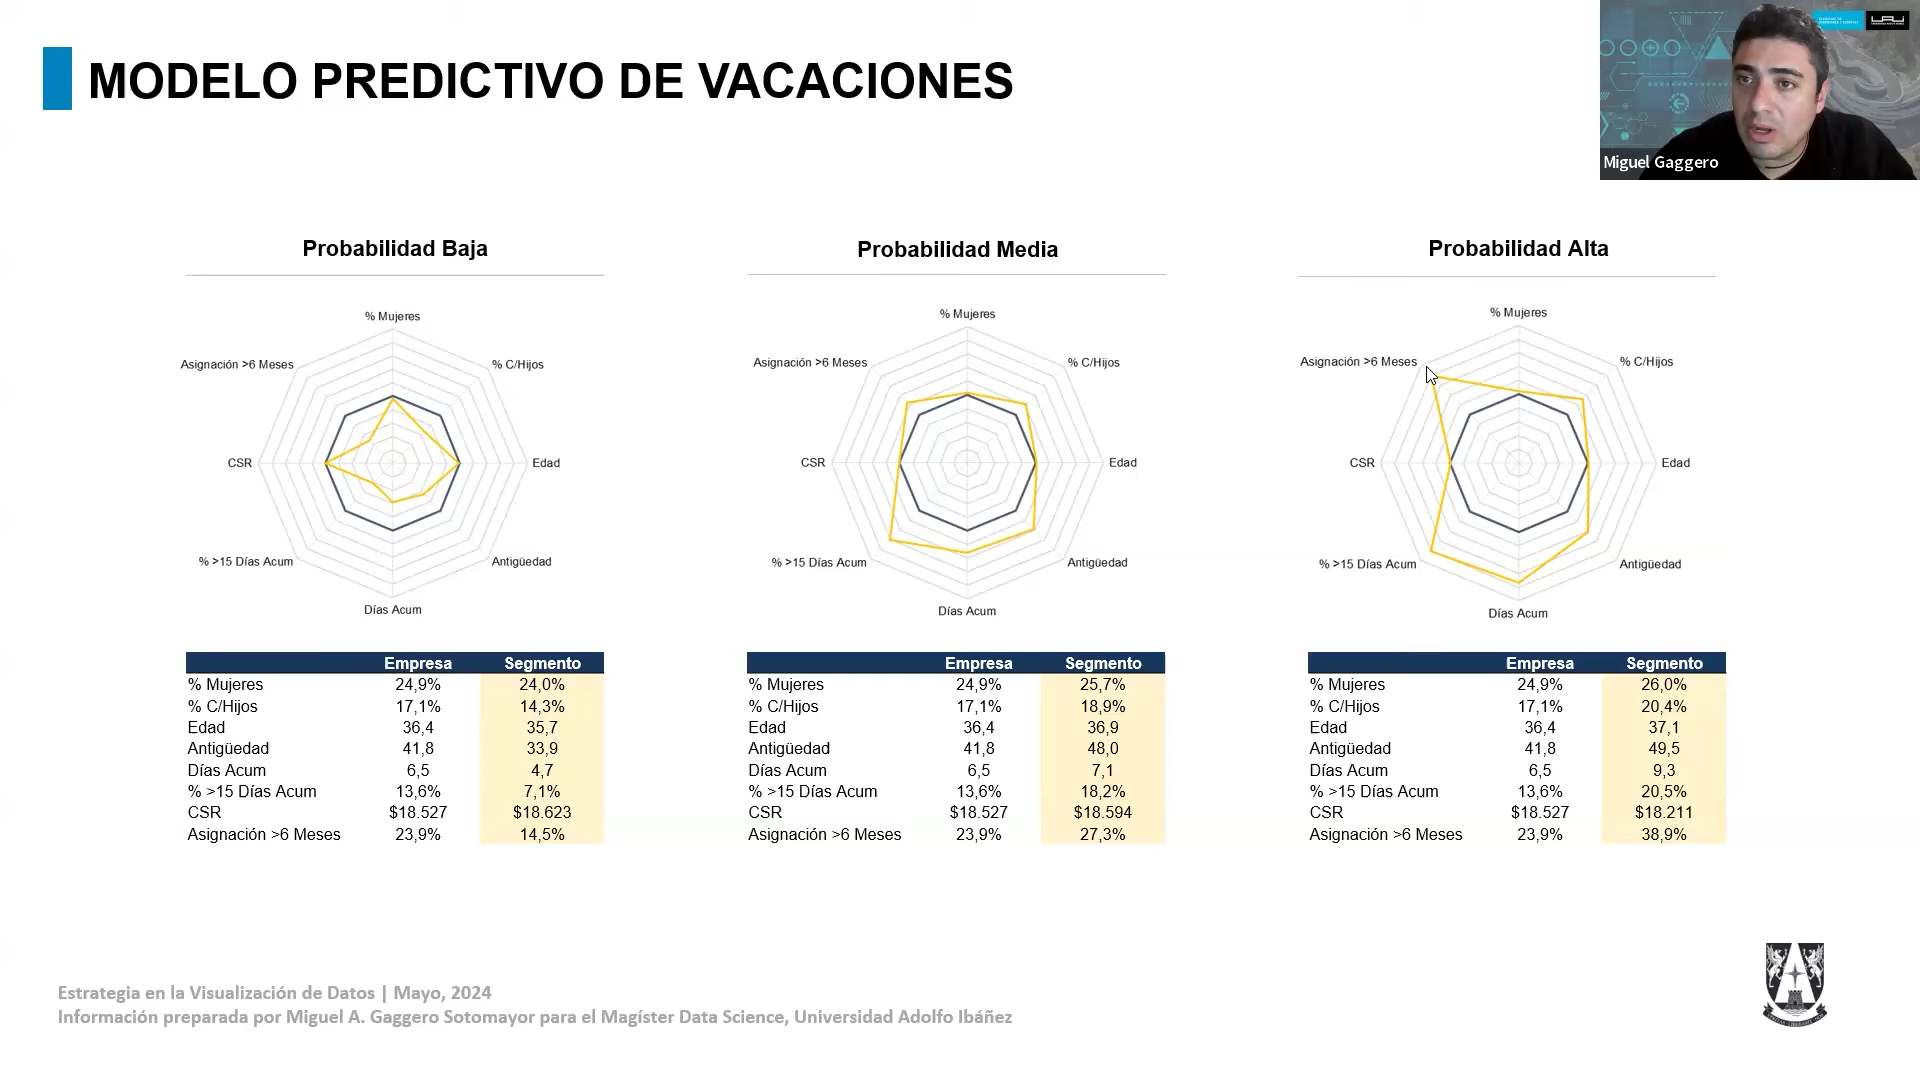 MODELO PREDICTIVO DE VACACIONES
Miguel Gaggero
Probabilidad Baja
% Mujeres
Asignación >6 Meses
% C/Hijos
CSR
Edad
% >15 Días Acum
Antigüedad
Días Acum
Empresa Segmento
% Mujeres 24,9% 24,0%
% C/Hijos 17,1% 14,3%
Edad 36,4 35,7
Antigüedad 41,8 33,9
Días Acum 6,5 4,7
% >15 Días Acum 13,6% 7,1%
CSR $18.527 $18.623
Asignación >6 Meses 23,9% 14,5%
Probabilidad Media
% Mujeres
Asignación >6 Meses
% C/Hijos
CSR
Edad
% >15 Días Acum
Antigüedad
Días Acum
Empresa Segmento
% Mujeres 24,9% 25,7%
% C/Hijos 17,1% 18,9%
Edad 36,4 36,9
Antigüedad 41,8 48,0
Días Acum 6,5 7,1
% >15 Días Acum 13,6% 18,2%
CSR $18.527 $18.594
Asignación >6 Meses 23,9% 27,3%
Probabilidad Alta
% Mujeres
Asignación >6 Meses
% C/Hijos
CSR
Edad
% >15 Días Acum
Antigüedad
Días Acum
Empresa Segmento
% Mujeres 24,9% 26,0%
% C/Hijos 17,1% 20,4%
Edad 36,4 37,1
Antigüedad 41,8 49,5
Días Acum 6,5 9,3
% >15 Días Acum 13,6% 20,5%
CSR $18.527 $18.211
Asignación >6 Meses 23,9% 38,9%
Estrategia en la Visualización de Datos | Mayo, 2024
Información preparada por Miguel A. Gaggero Sotomayor para el Magíster Data Science, Universidad Adolfo Ibáñez